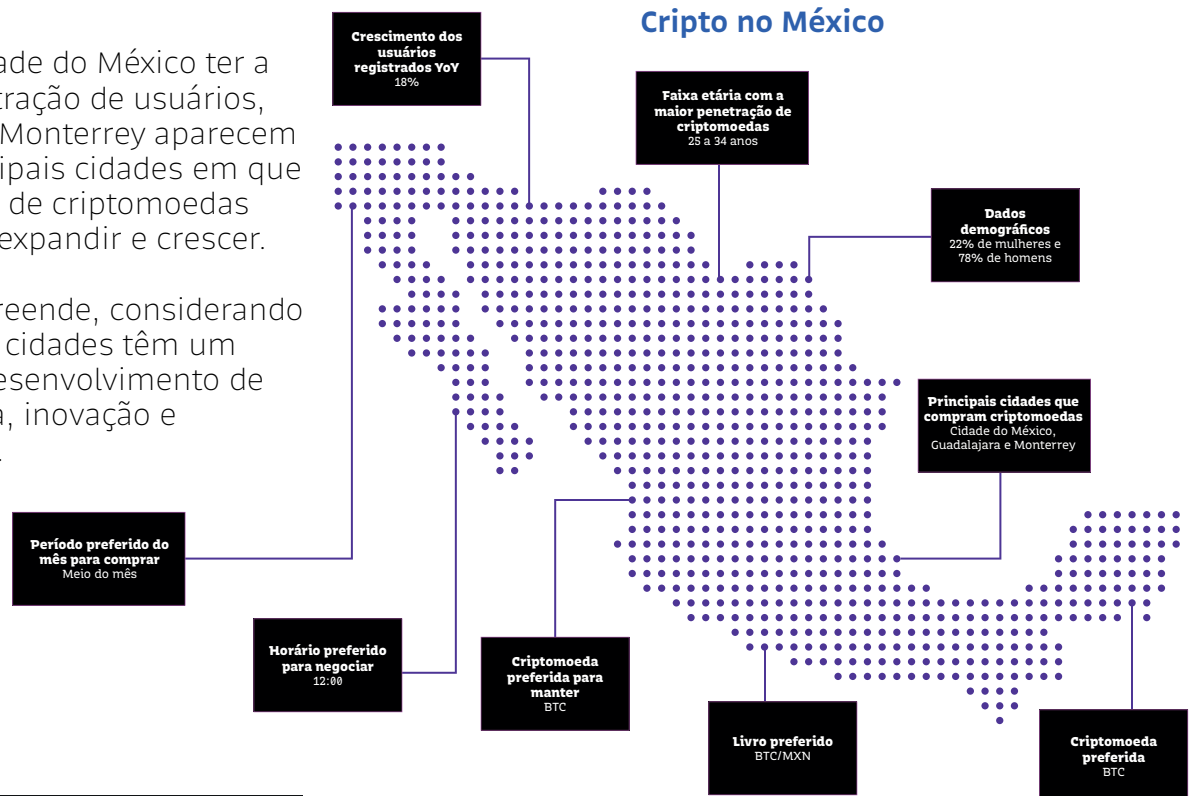 Cripto no México
ade do México ter a
tração de usuários,
Monterrey aparecem
ipais cidades em que
de criptomoedas
expandir e crescer.
reende, considerando
cidades têm um
esenvolvimento de
a, inovação e
.
Crescimento dos
usuários
registrados YoY
18%
Faixa etária com a
maior penetração de
criptomoedas
25 a 34 anos
Dados
demográficos
22% de mulheres e
78% de homens
Principais cidades que
compram criptomoedas
Cidade do México,
Guadalajara e Monterrey
Período preferido do
mês para comprar
Meio do mês
Horário preferido
para negociar
12:00
Criptomoeda
preferida para
manter
BTC
Livro preferido
BTC/MXN
Criptomoeda
preferida
BTC